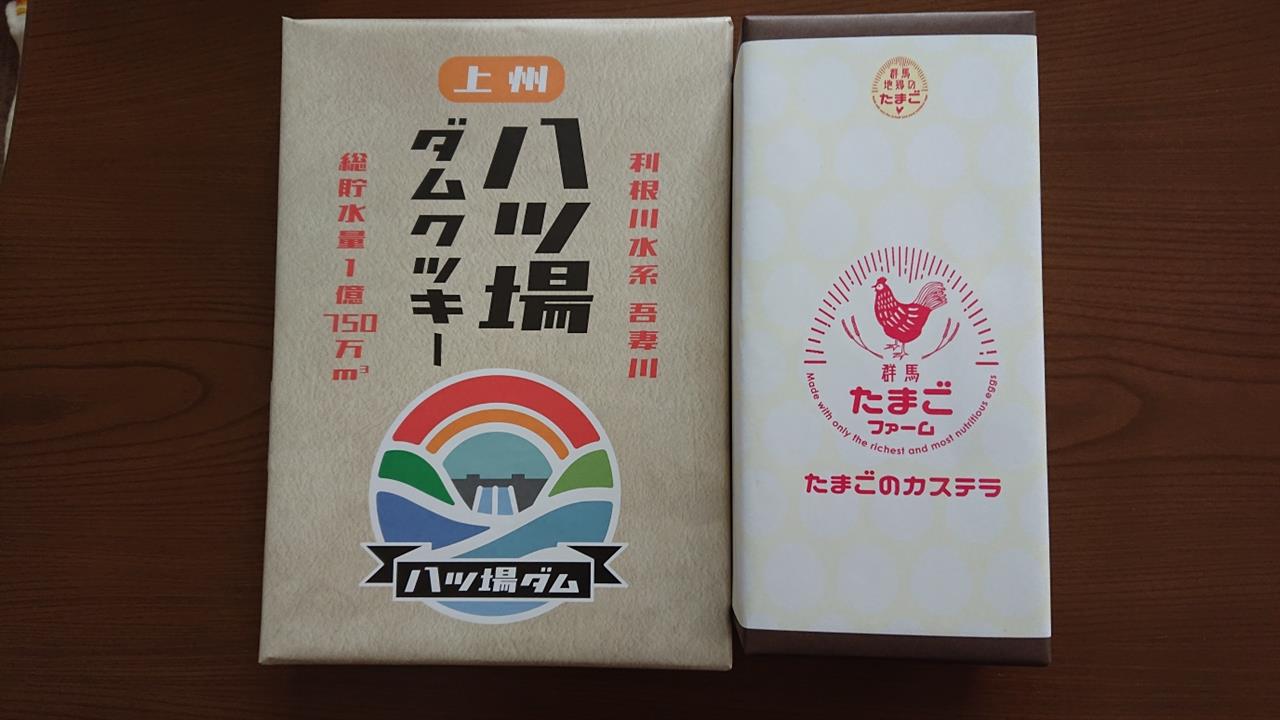 上州
利根川水系 吾妻川
八ッ場
ダムクッキー
総貯水量1億750万m³
八ッ場ダム
群馬
地卵の
たまご
群馬
たまご
ファーム
Made with only the richest and most nutritious eggs
たまごのカステラ